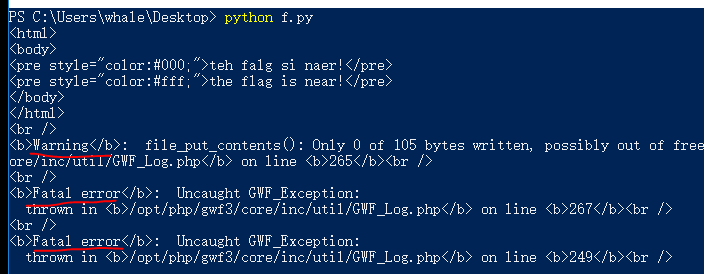 PS C:\Users\whale\Desktop> python f.py
<html>
<body>
<pre style="color:#000;">teh falg si naer!</pre>
<pre style="color:#fff;">the flag is near!</pre>
</body>
</html>
<br />
<b>Warning</b>:  file_put_contents(): Only 0 of 105 bytes written, possibly out of free
ore/inc/util/GWF_Log.php</b> on line <b>265</b><br />
<br />
<b>Fatal error</b>:  Uncaught GWF_Exception:
  thrown in <b>/opt/php/gwf3/core/inc/util/GWF_Log.php</b> on line <b>267</b><br />
<br />
<b>Fatal error</b>:  Uncaught GWF_Exception:
  thrown in <b>/opt/php/gwf3/core/inc/util/GWF_Log.php</b> on line <b>249</b><br />